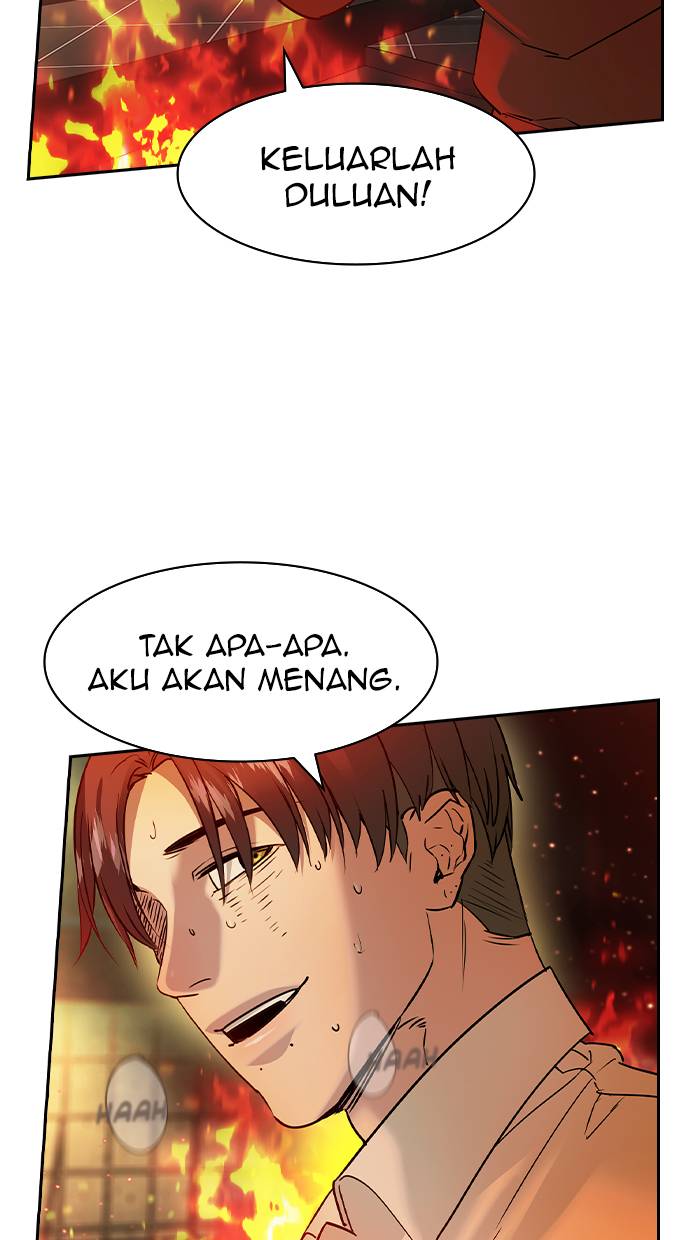 KELUARLAH
DULUAN!
TAK APA-APA.
AKU AKAN MENANG.
HAAH
HAAH